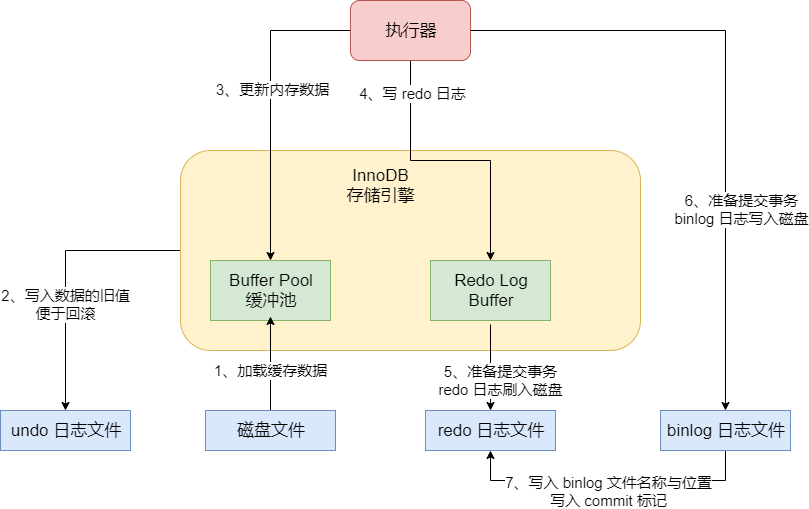 执行器
3、更新内存数据
4、写 redo 日志
InnoDB
存储引擎
6、准备提交事务
binlog 日志写入磁盘
Buffer Pool
缓冲池
Redo Log
Buffer
2、写入数据的旧值
便于回滚
1、加载缓存数据
5、准备提交事务
redo 日志刷入磁盘
undo 日志文件
磁盘文件
redo 日志文件
binlog 日志文件
7、写入 binlog 文件名称与位置
写入 commit 标记